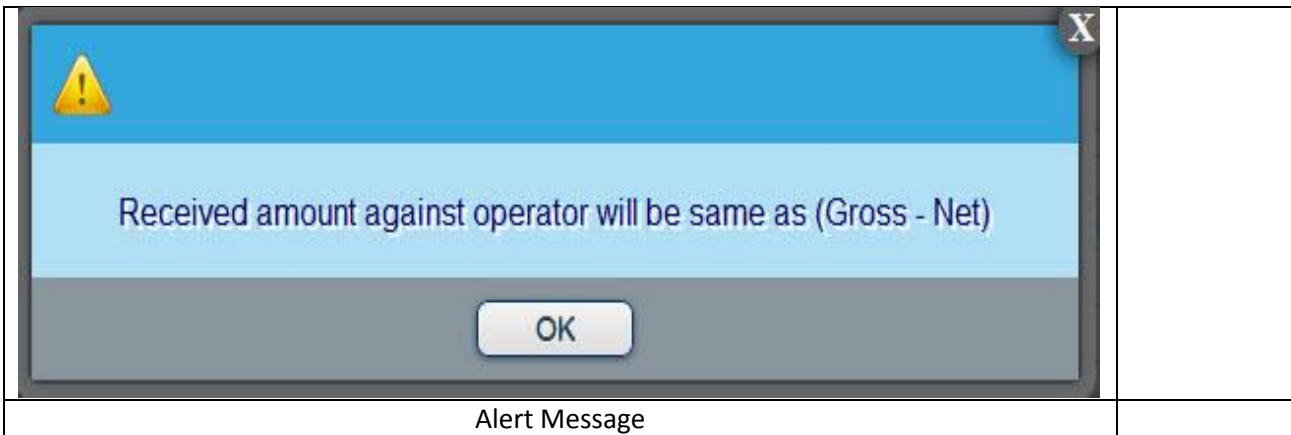 X
Received amount against operator will be same as (Gross - Net)
OK
Alert Message